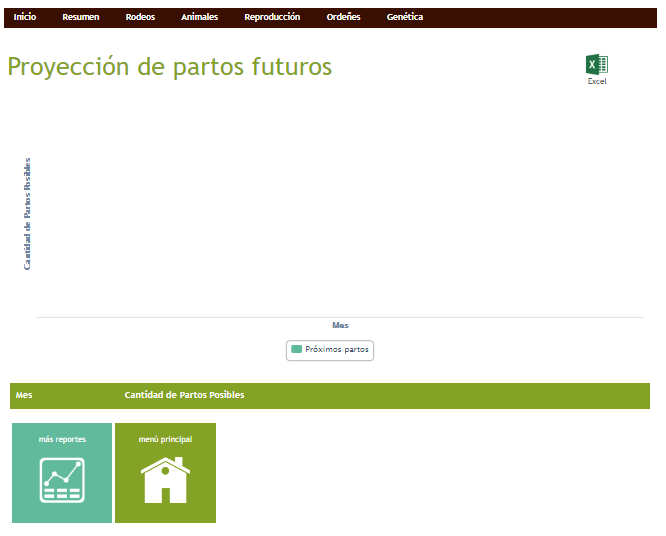 Inicio Resumen Rodeos Animales Reproducción Ordeñes Genética
Proyección de partos futuros
Excel
Cantidad de Partos Posibles
Mes
Próximos partos
Mes Cantidad de Partos Posibles
más reportes menú principal